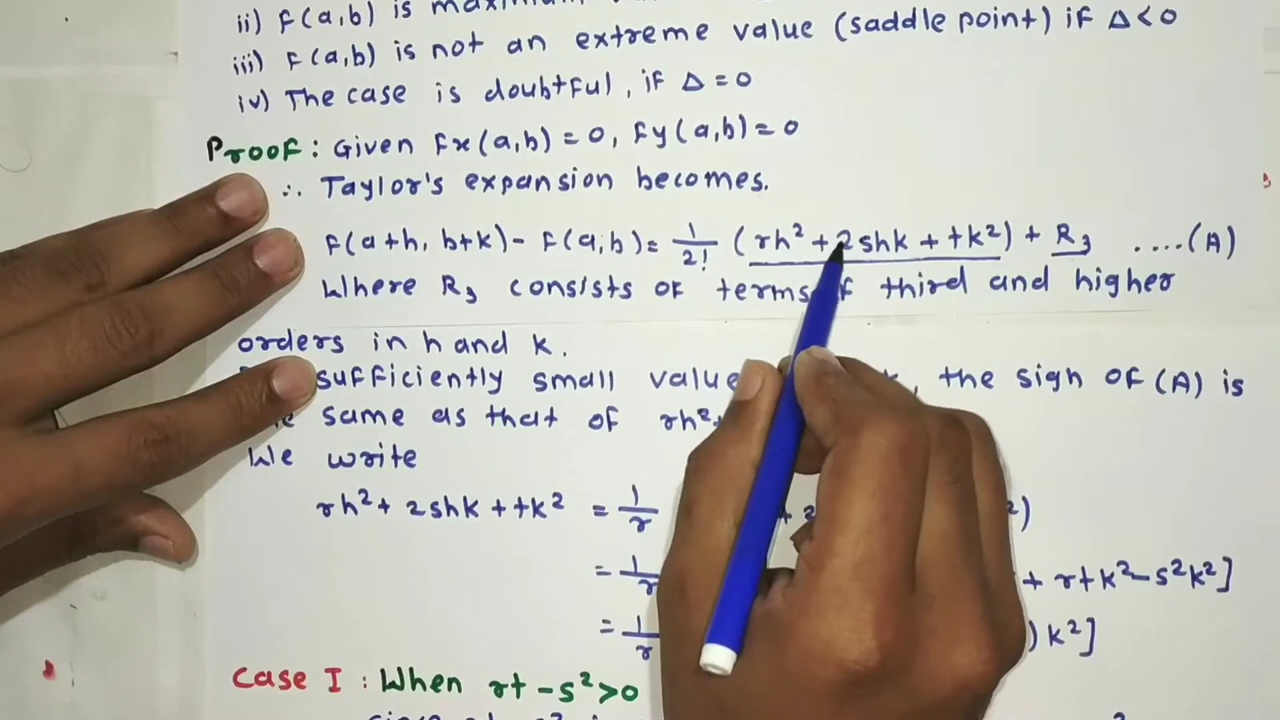 ii) F(a,b) is maximum
iii) F(a,b) is not an extreme value (saddle point) if Δ<0
iv) The case is doubtful, if Δ=0
Proof: Given Fx(a,b)=0, Fy(a,b)=0
∴ Taylor's expansion becomes.
F(a+h, b+k) - F(a,b) = 1/2! (rh²+2shk+tk²) + R₃ ....(A)
Where R₃ consists of terms third and higher
orders in h and k.
sufficiently small value , the sign of (A) is
same as that of rh²+
We write
rh²+2shk+tk² = 1/r
= 1/r + rtk²-s²k²]
= 1/r )k²]
Case I: When rt-s²>0